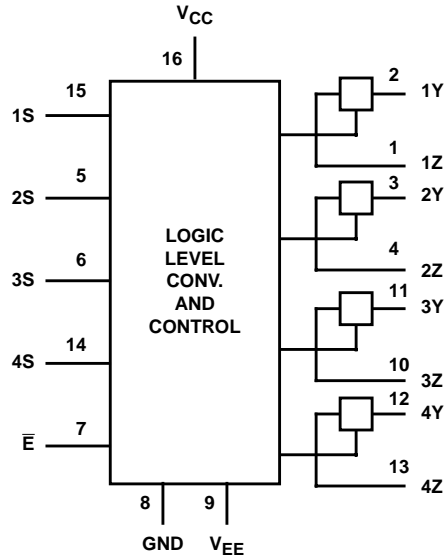 VCC
16
15
1S
5
2S
6
3S
14
4S
7
E̅
LOGIC
LEVEL
CONV.
AND
CONTROL
2
1Y
1
1Z
3
2Y
4
2Z
11
3Y
10
3Z
12
4Y
13
4Z
8
9
GND
VEE